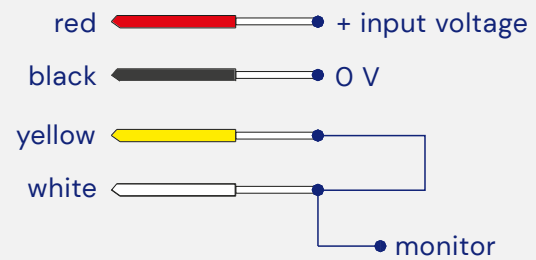 red + input voltage
black 0 V
yellow
white
monitor